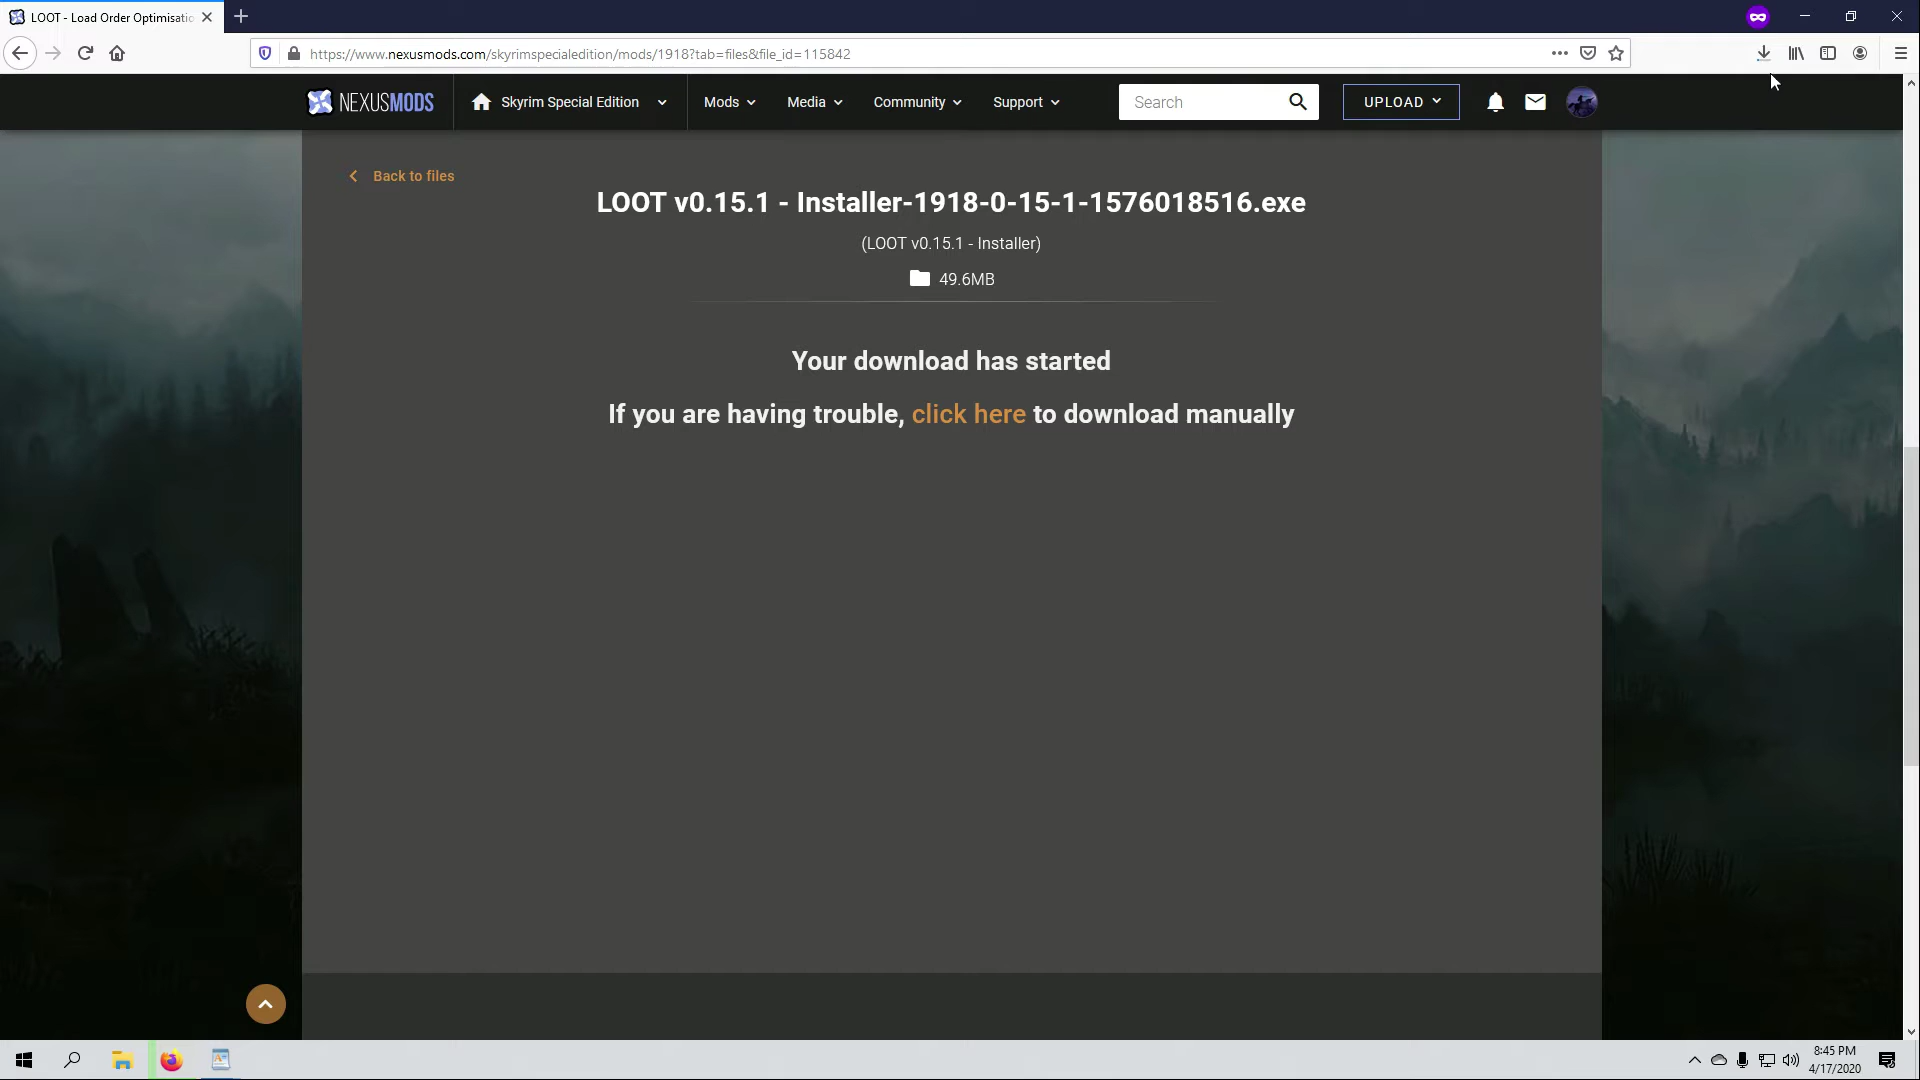 LOOT - Load Order Optimisatio
https://www.nexusmods.com/skyrimspecialedition/mods/1918?tab=files&file_id=115842
NEXUSMODS
Skyrim Special Edition
Mods
Media
Community
Support
Search
UPLOAD
Back to files
LOOT v0.15.1 - Installer-1918-0-15-1-1576018516.exe
(LOOT v0.15.1 - Installer)
49.6MB
Your download has started
If you are having trouble, click here to download manually
8:45 PM
4/17/2020